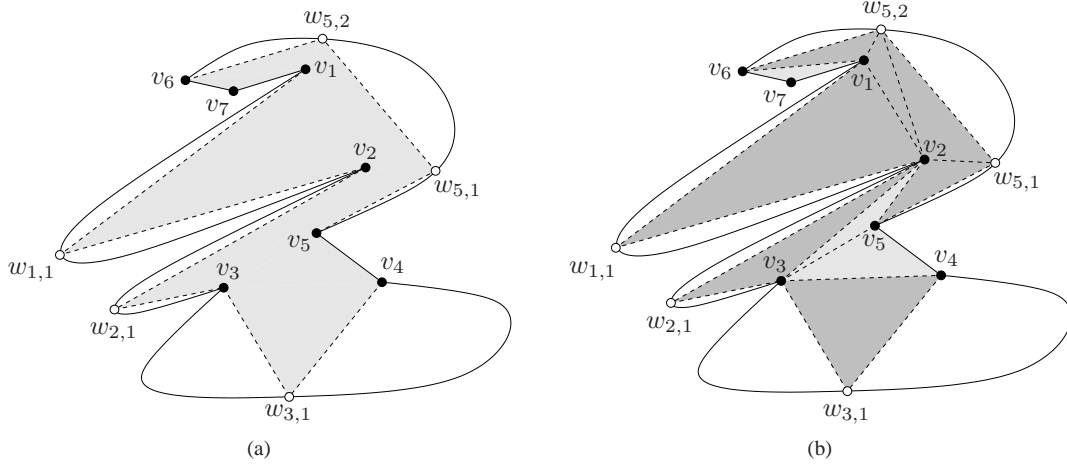 w5,2 w5,2
v6 v1 v6 v1
v7 v7
v2 v2
w5,1 w5,1
v5 v5
w1,1 v3 v4 w1,1 v3 v4
w2,1 w2,1
w3,1 w3,1
(a) (b)